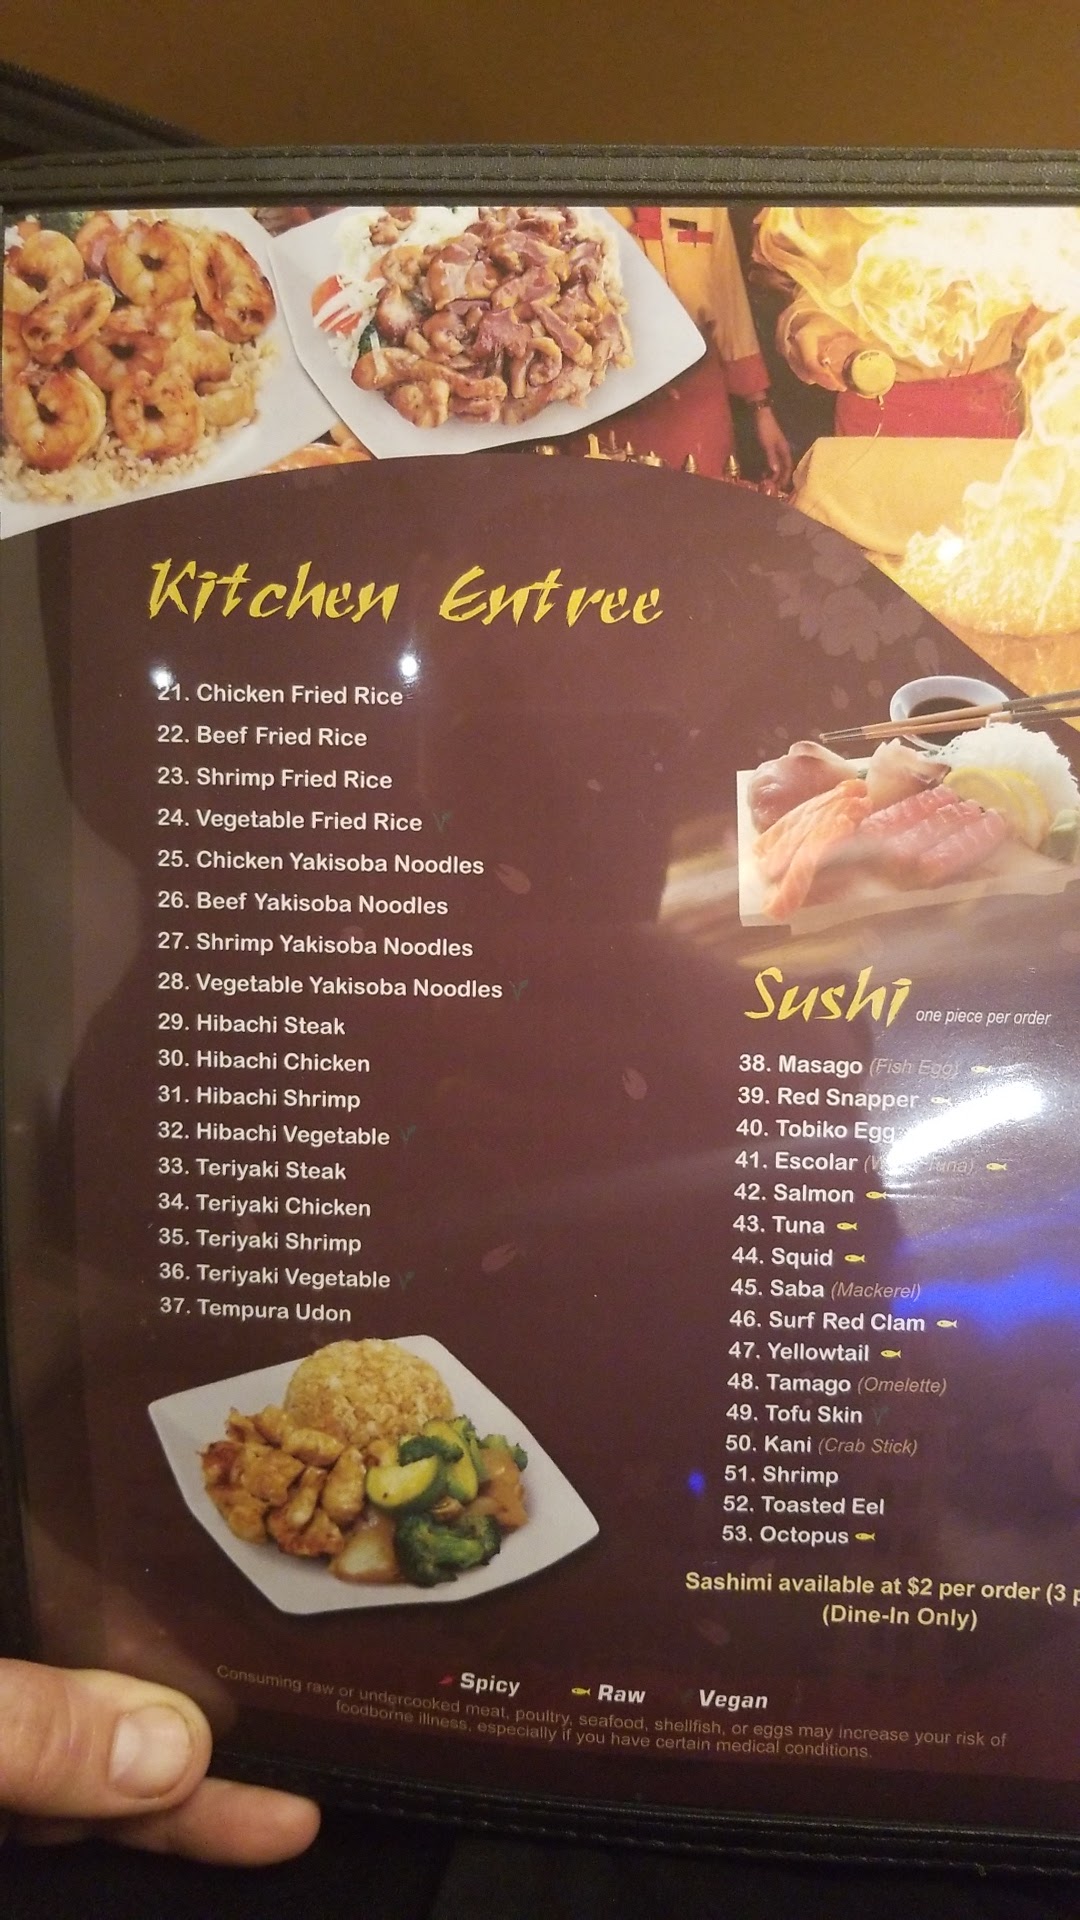 Kitchen Entree
21. Chicken Fried Rice
22. Beef Fried Rice
23. Shrimp Fried Rice
24. Vegetable Fried Rice
25. Chicken Yakisoba Noodles
26. Beef Yakisoba Noodles
27. Shrimp Yakisoba Noodles
28. Vegetable Yakisoba Noodles
29. Hibachi Steak
30. Hibachi Chicken
31. Hibachi Shrimp
32. Hibachi Vegetable
33. Teriyaki Steak
34. Teriyaki Chicken
35. Teriyaki Shrimp
36. Teriyaki Vegetable
37. Tempura Udon
Sushi one piece per order
38. Masago (Fish Egg)
39. Red Snapper
40. Tobiko Egg
41. Escolar
42. Salmon
43. Tuna
44. Squid
45. Saba (Mackerel)
46. Surf Red Clam
47. Yellowtail
48. Tamago (Omelette)
49. Tofu Skin
50. Kani (Crab Stick)
51. Shrimp
52. Toasted Eel
53. Octopus
Sashimi available at $2 per order (3
(Dine-In Only)
Spicy Raw Vegan
Consuming raw or undercooked meat, poultry, seafood, shellfish, or eggs may increase your risk of
foodborne illness, especially if you have certain medical conditions.